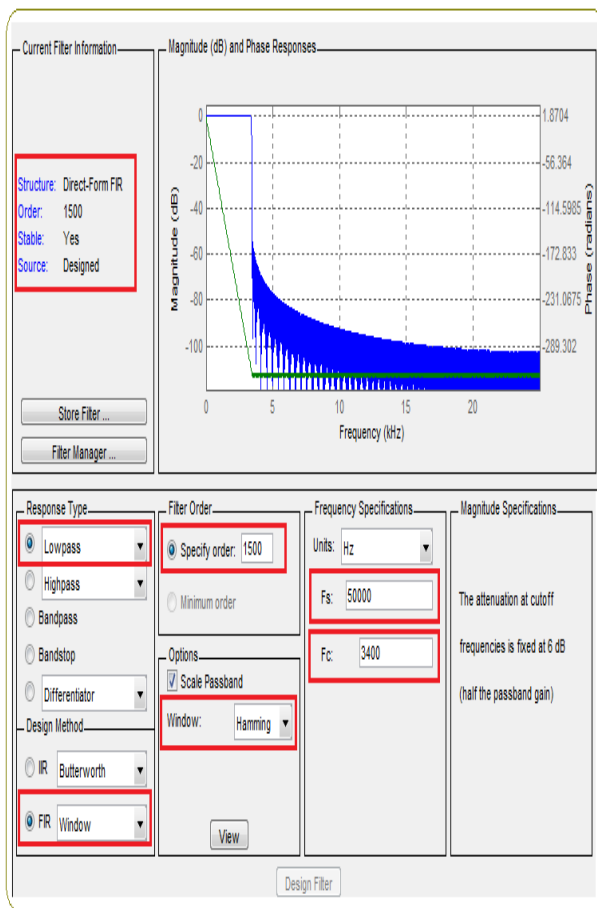 Current Filter Information
Structure: Direct-Form FIR
Order: 1500
Stable: Yes
Source: Designed
Store Filter ...
Filter Manager ...
Magnitude (dB) and Phase Responses
Magnitude (dB)
0
-20
-40
-60
-80
-100
0
5
10
15
20
Frequency (kHz)
1.8704
-56.364
-114.5985
-172.833
-231.0675
-289.302
Phase (radians)
Response Type
Lowpass
Highpass
Bandpass
Bandstop
Differentiator
Design Method
IIR Butterworth
FIR Window
Filter Order
Specify order: 1500
Minimum order
Options
Scale Passband
Window: Hamming
View
Frequency Specifications
Units: Hz
Fs: 50000
Fc: 3400
Magnitude Specifications
The attenuation at cutoff
frequencies is fixed at 6 dB
(half the passband gain)
Design Filter